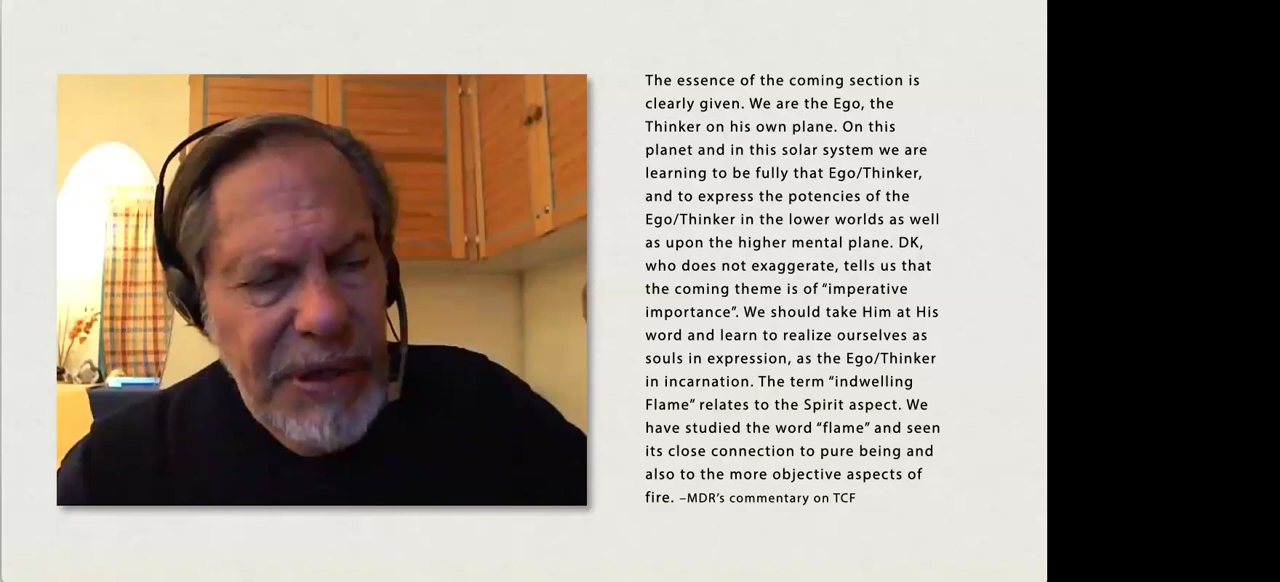 The essence of the coming section is
clearly given. We are the Ego, the
Thinker on his own plane. On this
planet and in this solar system we are
learning to be fully that Ego/Thinker,
and to express the potencies of the
Ego/Thinker in the lower worlds as well
as upon the higher mental plane. DK,
who does not exaggerate, tells us that
the coming theme is of “imperative
importance”. We should take Him at His
word and learn to realize ourselves as
souls in expression, as the Ego/Thinker
in incarnation. The term “indwelling
Flame” relates to the Spirit aspect. We
have studied the word “flame” and seen
its close connection to pure being and
also to the more objective aspects of
fire. –MDR’s commentary on TCF